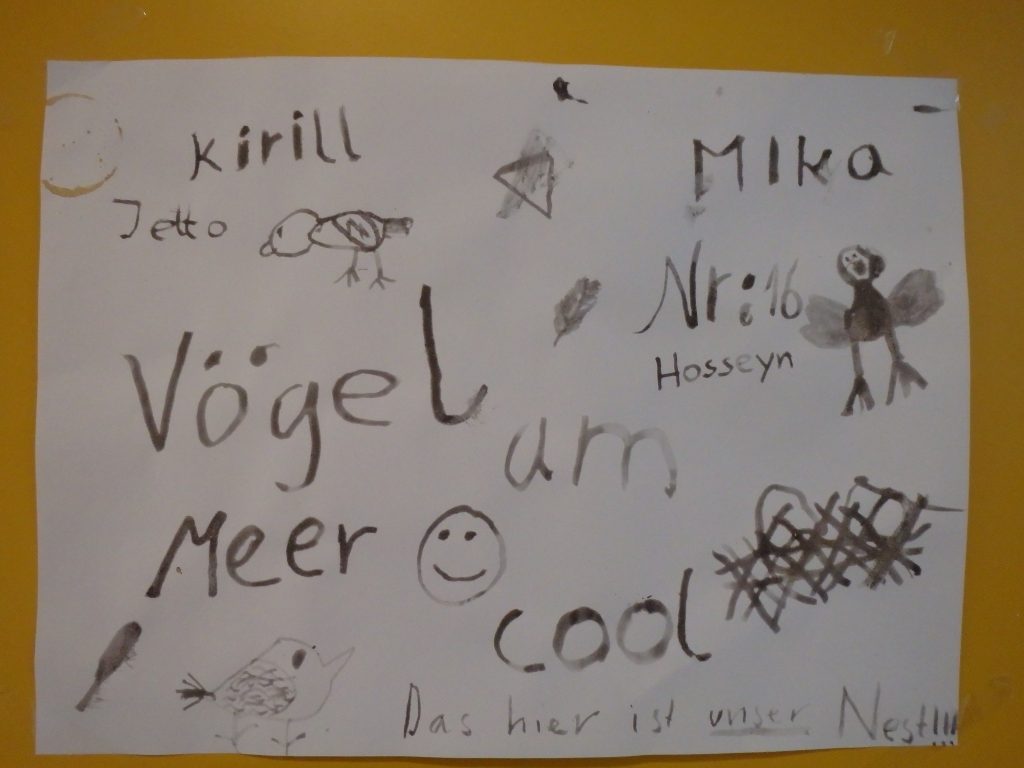 Kirill
Mika
Jetto
Nr:16
Hosseyn
Vögel
am
Meer
cool
Das hier ist unser Nest!!!